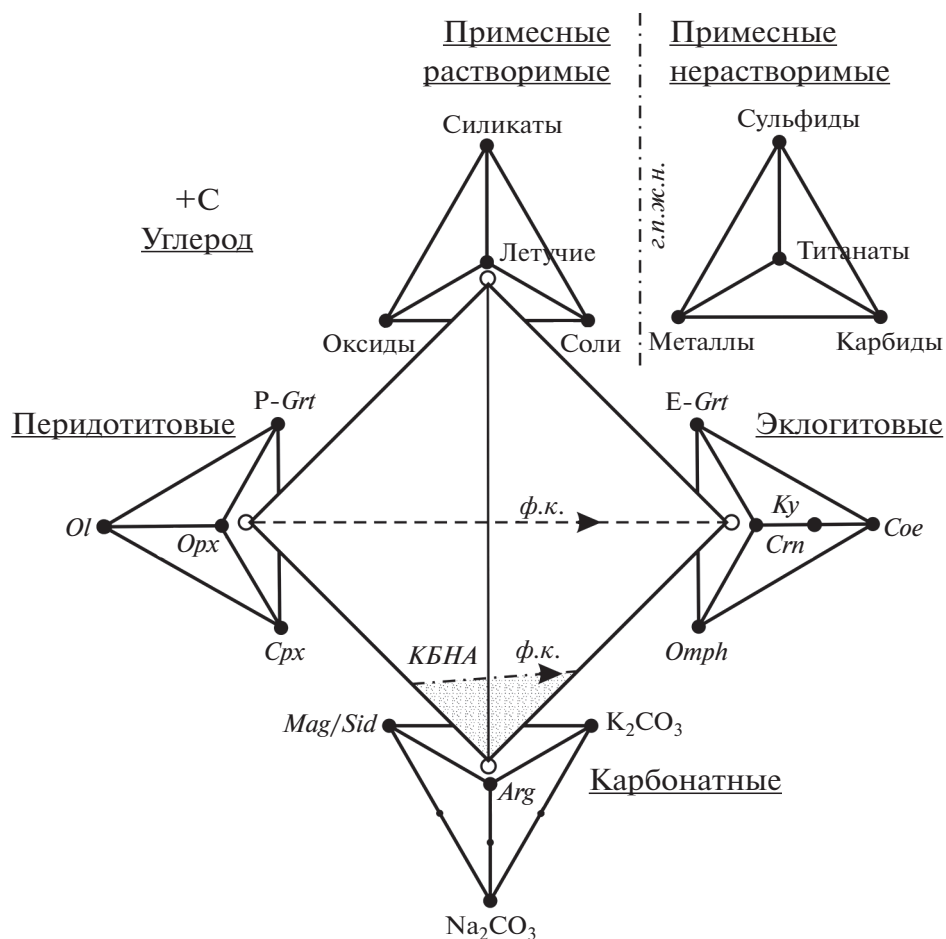 Примесные
растворимые
Примесные
нерастворимые
Силикаты
Сульфиды
+C
Углерод
г.п.ж.н.
Летучие
Титанаты
Оксиды
Соли
Металлы
Карбиды
P-Grt
E-Grt
Перидотитовые
Эклогитовые
ф.к.
Ky
Ol
Opx
Crn
Coe
Cpx
КБНА
ф.к.
Omph
Mag/Sid
K₂CO₃
Arg
Карбонатные
Na₂CO₃